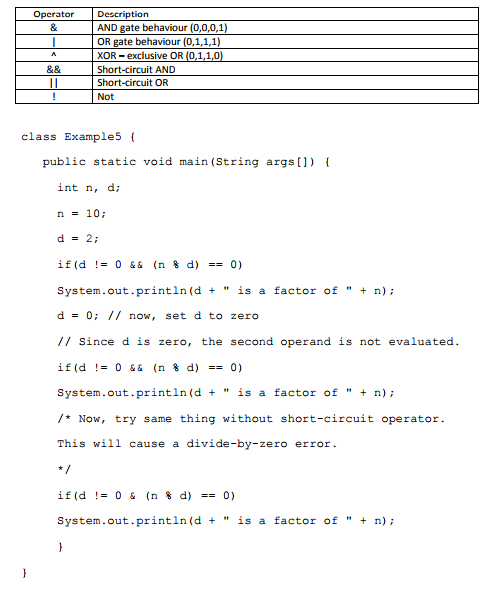 Operator Description
& AND gate behaviour (0,0,0,1)
| OR gate behaviour (0,1,1,1)
^ XOR – exclusive OR (0,1,1,0)
&& Short-circuit AND
|| Short-circuit OR
! Not
class Example5 {
public static void main(String args[]) {
int n, d;
n = 10;
d = 2;
if(d != 0 && (n % d) == 0)
System.out.println(d + " is a factor of " + n);
d = 0; // now, set d to zero
// Since d is zero, the second operand is not evaluated.
if(d != 0 && (n % d) == 0)
System.out.println(d + " is a factor of " + n);
/* Now, try same thing without short-circuit operator.
This will cause a divide-by-zero error.
*/
if(d != 0 & (n % d) == 0)
System.out.println(d + " is a factor of " + n);
}
}